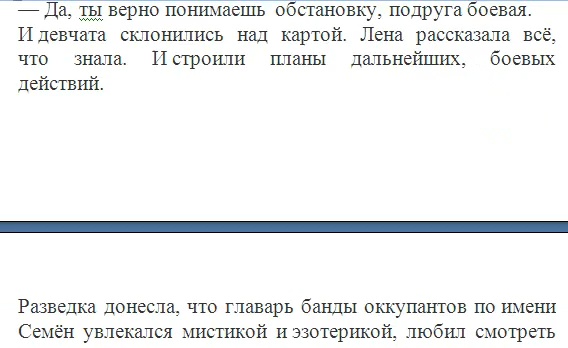 — Да, ты верно понимаешь обстановку, подруга боевая.
И девчата склонились над картой. Лена рассказала всё,
что знала. И строили планы дальнейших, боевых
действий.
Разведка донесла, что главарь банды оккупантов по имени
Семён увлекался мистикой и эзотерикой, любил смотреть